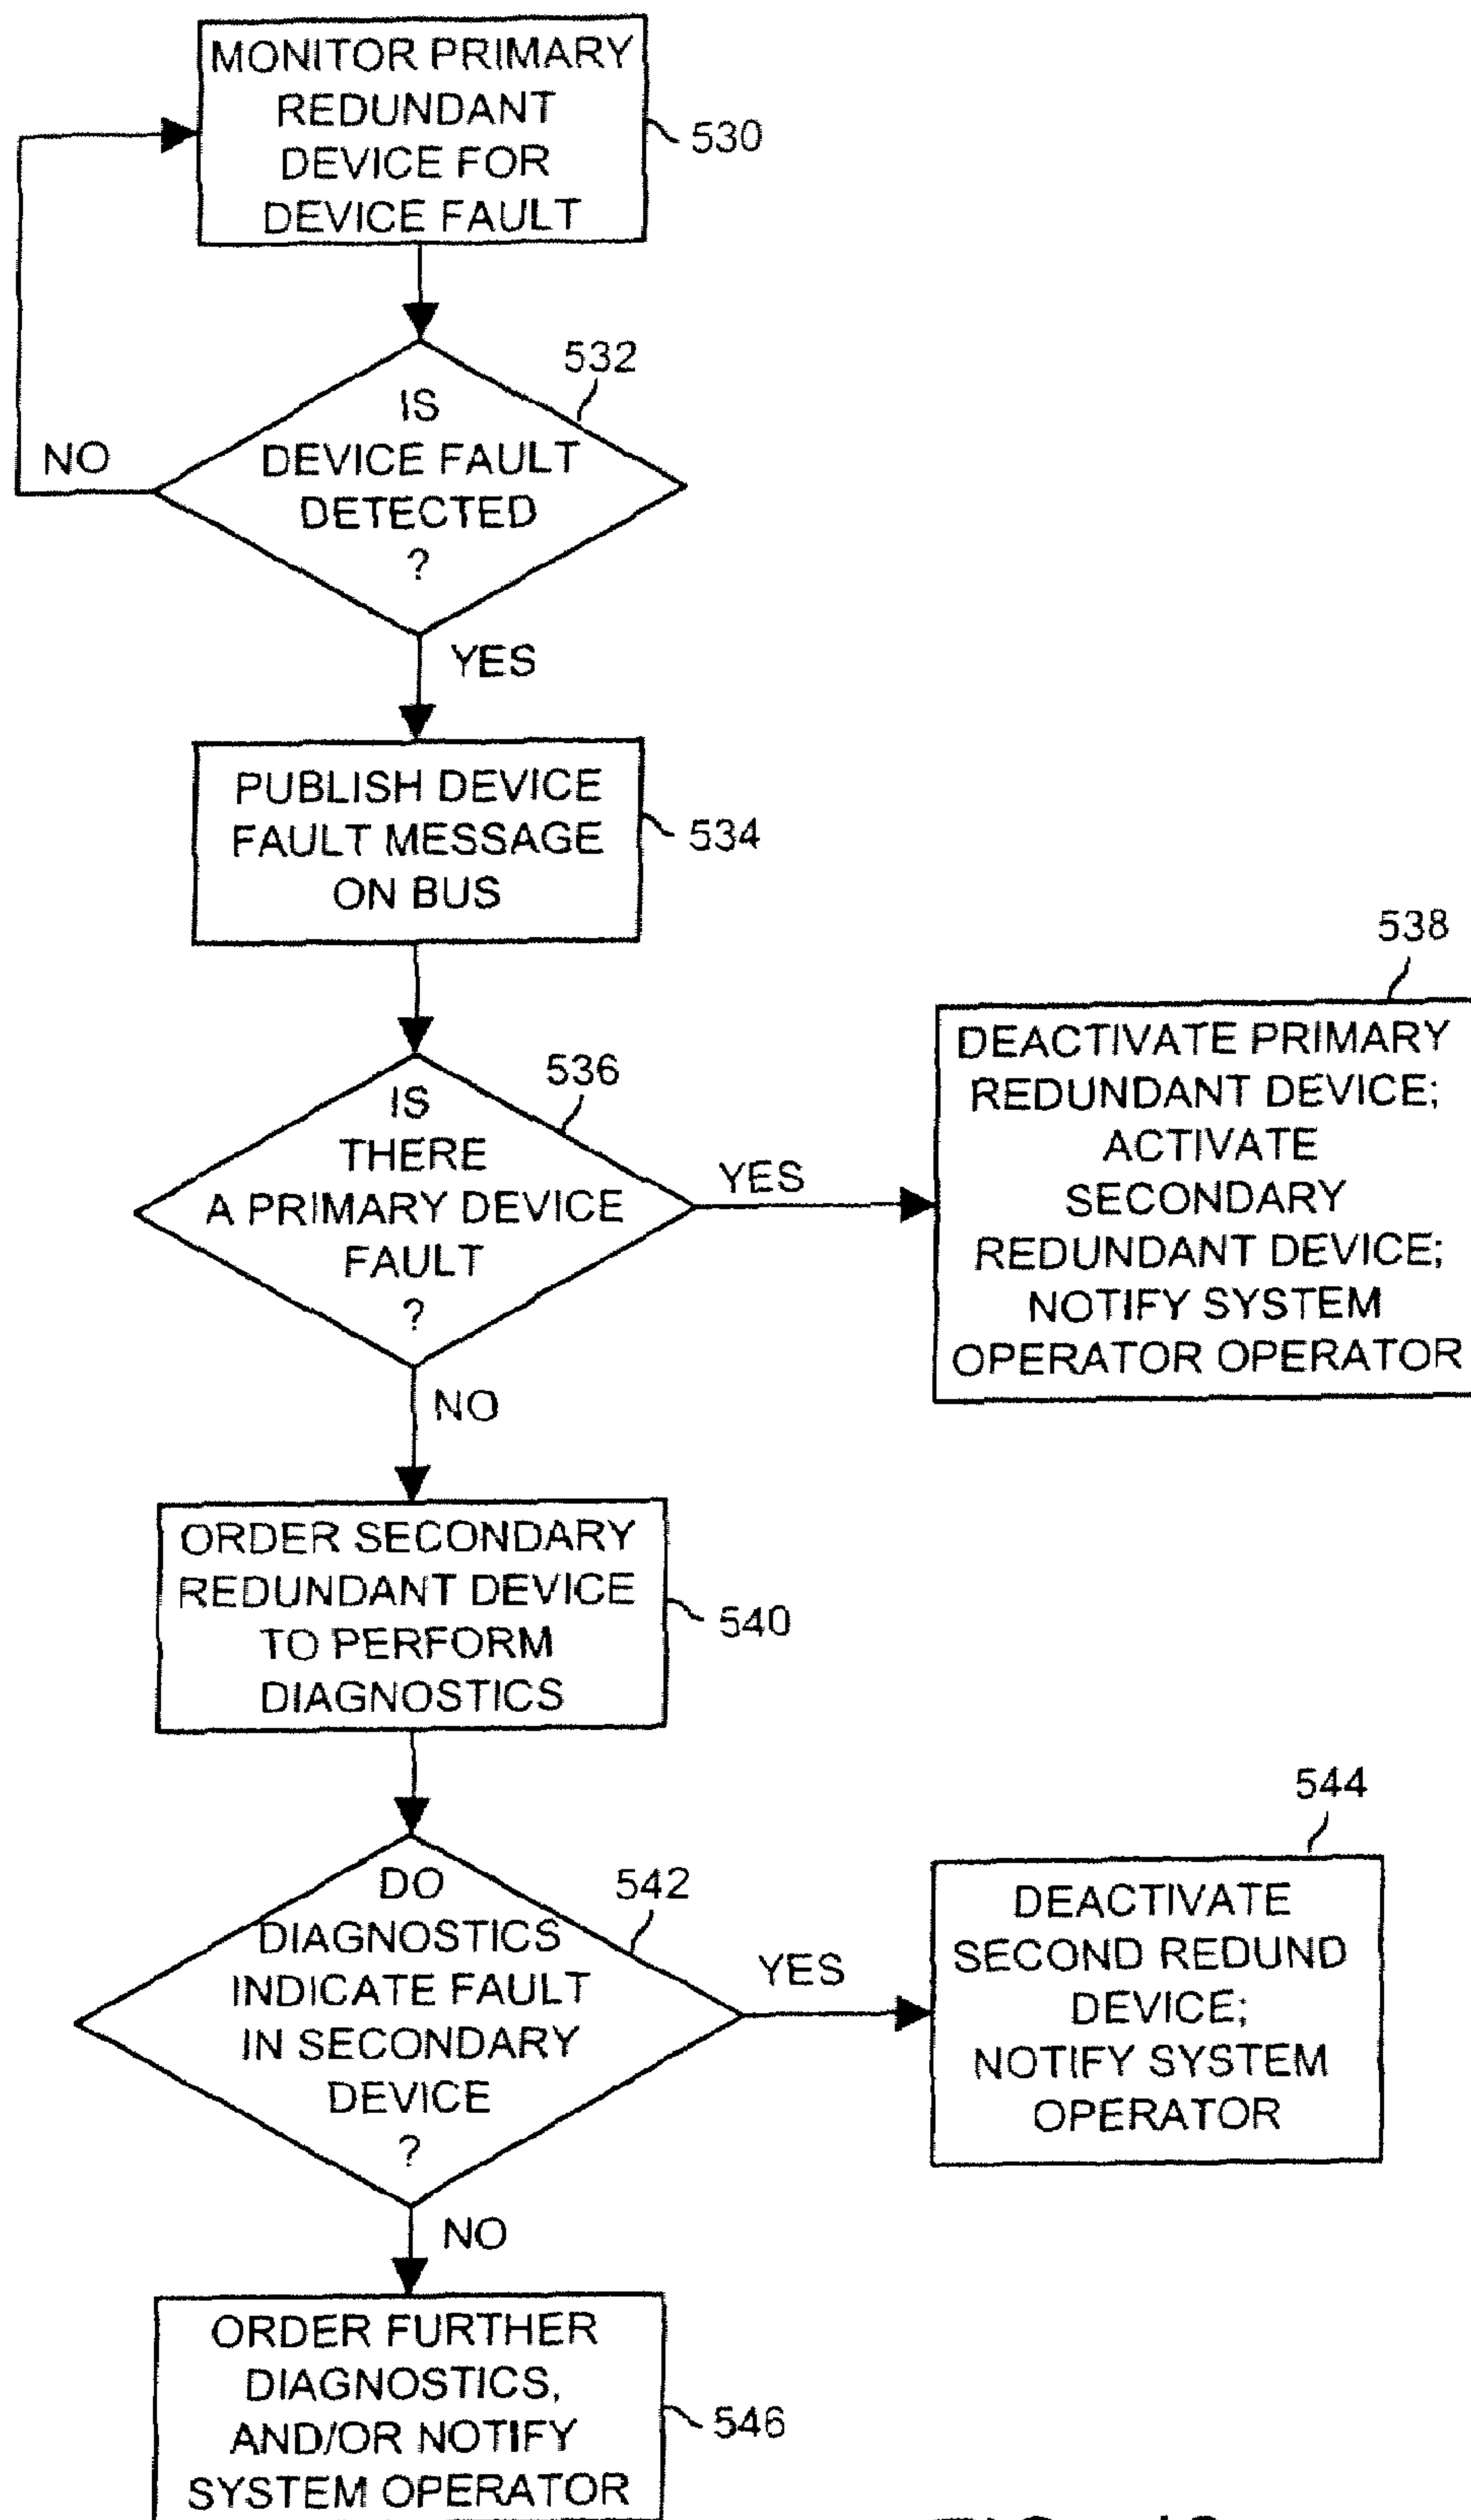 MONITOR PRIMARY
REDUNDANT
DEVICE FOR
DEVICE FAULT
530
532
IS
DEVICE FAULT
DETECTED
?
NO
YES
PUBLISH DEVICE
FAULT MESSAGE
ON BUS
534
536
IS
THERE
A PRIMARY DEVICE
FAULT
?
YES
538
DEACTIVATE PRIMARY
REDUNDANT DEVICE;
ACTIVATE
SECONDARY
REDUNDANT DEVICE;
NOTIFY SYSTEM
OPERATOR OPERATOR
NO
ORDER SECONDARY
REDUNDANT DEVICE
TO PERFORM
DIAGNOSTICS
540
542
DO
DIAGNOSTICS
INDICATE FAULT
IN SECONDARY
DEVICE
?
YES
544
DEACTIVATE
SECOND REDUND
DEVICE;
NOTIFY SYSTEM
OPERATOR
NO
ORDER FURTHER
DIAGNOSTICS,
AND/OR NOTIFY
SYSTEM OPERATOR
546